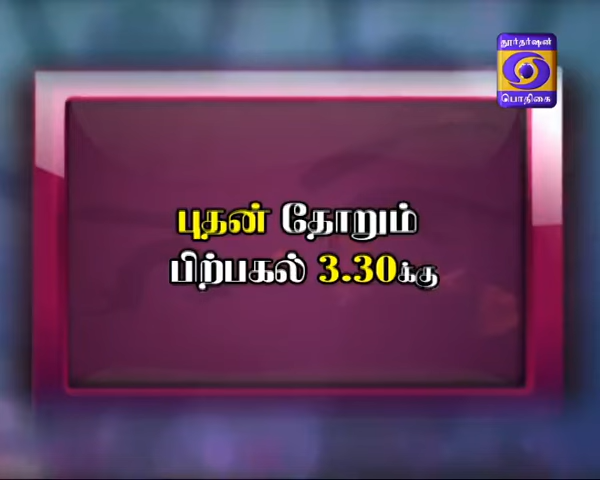 தூர்தர்ஷன்
பொதிகை
புதன் தோறும்
பிற்பகல் 3.30க்கு